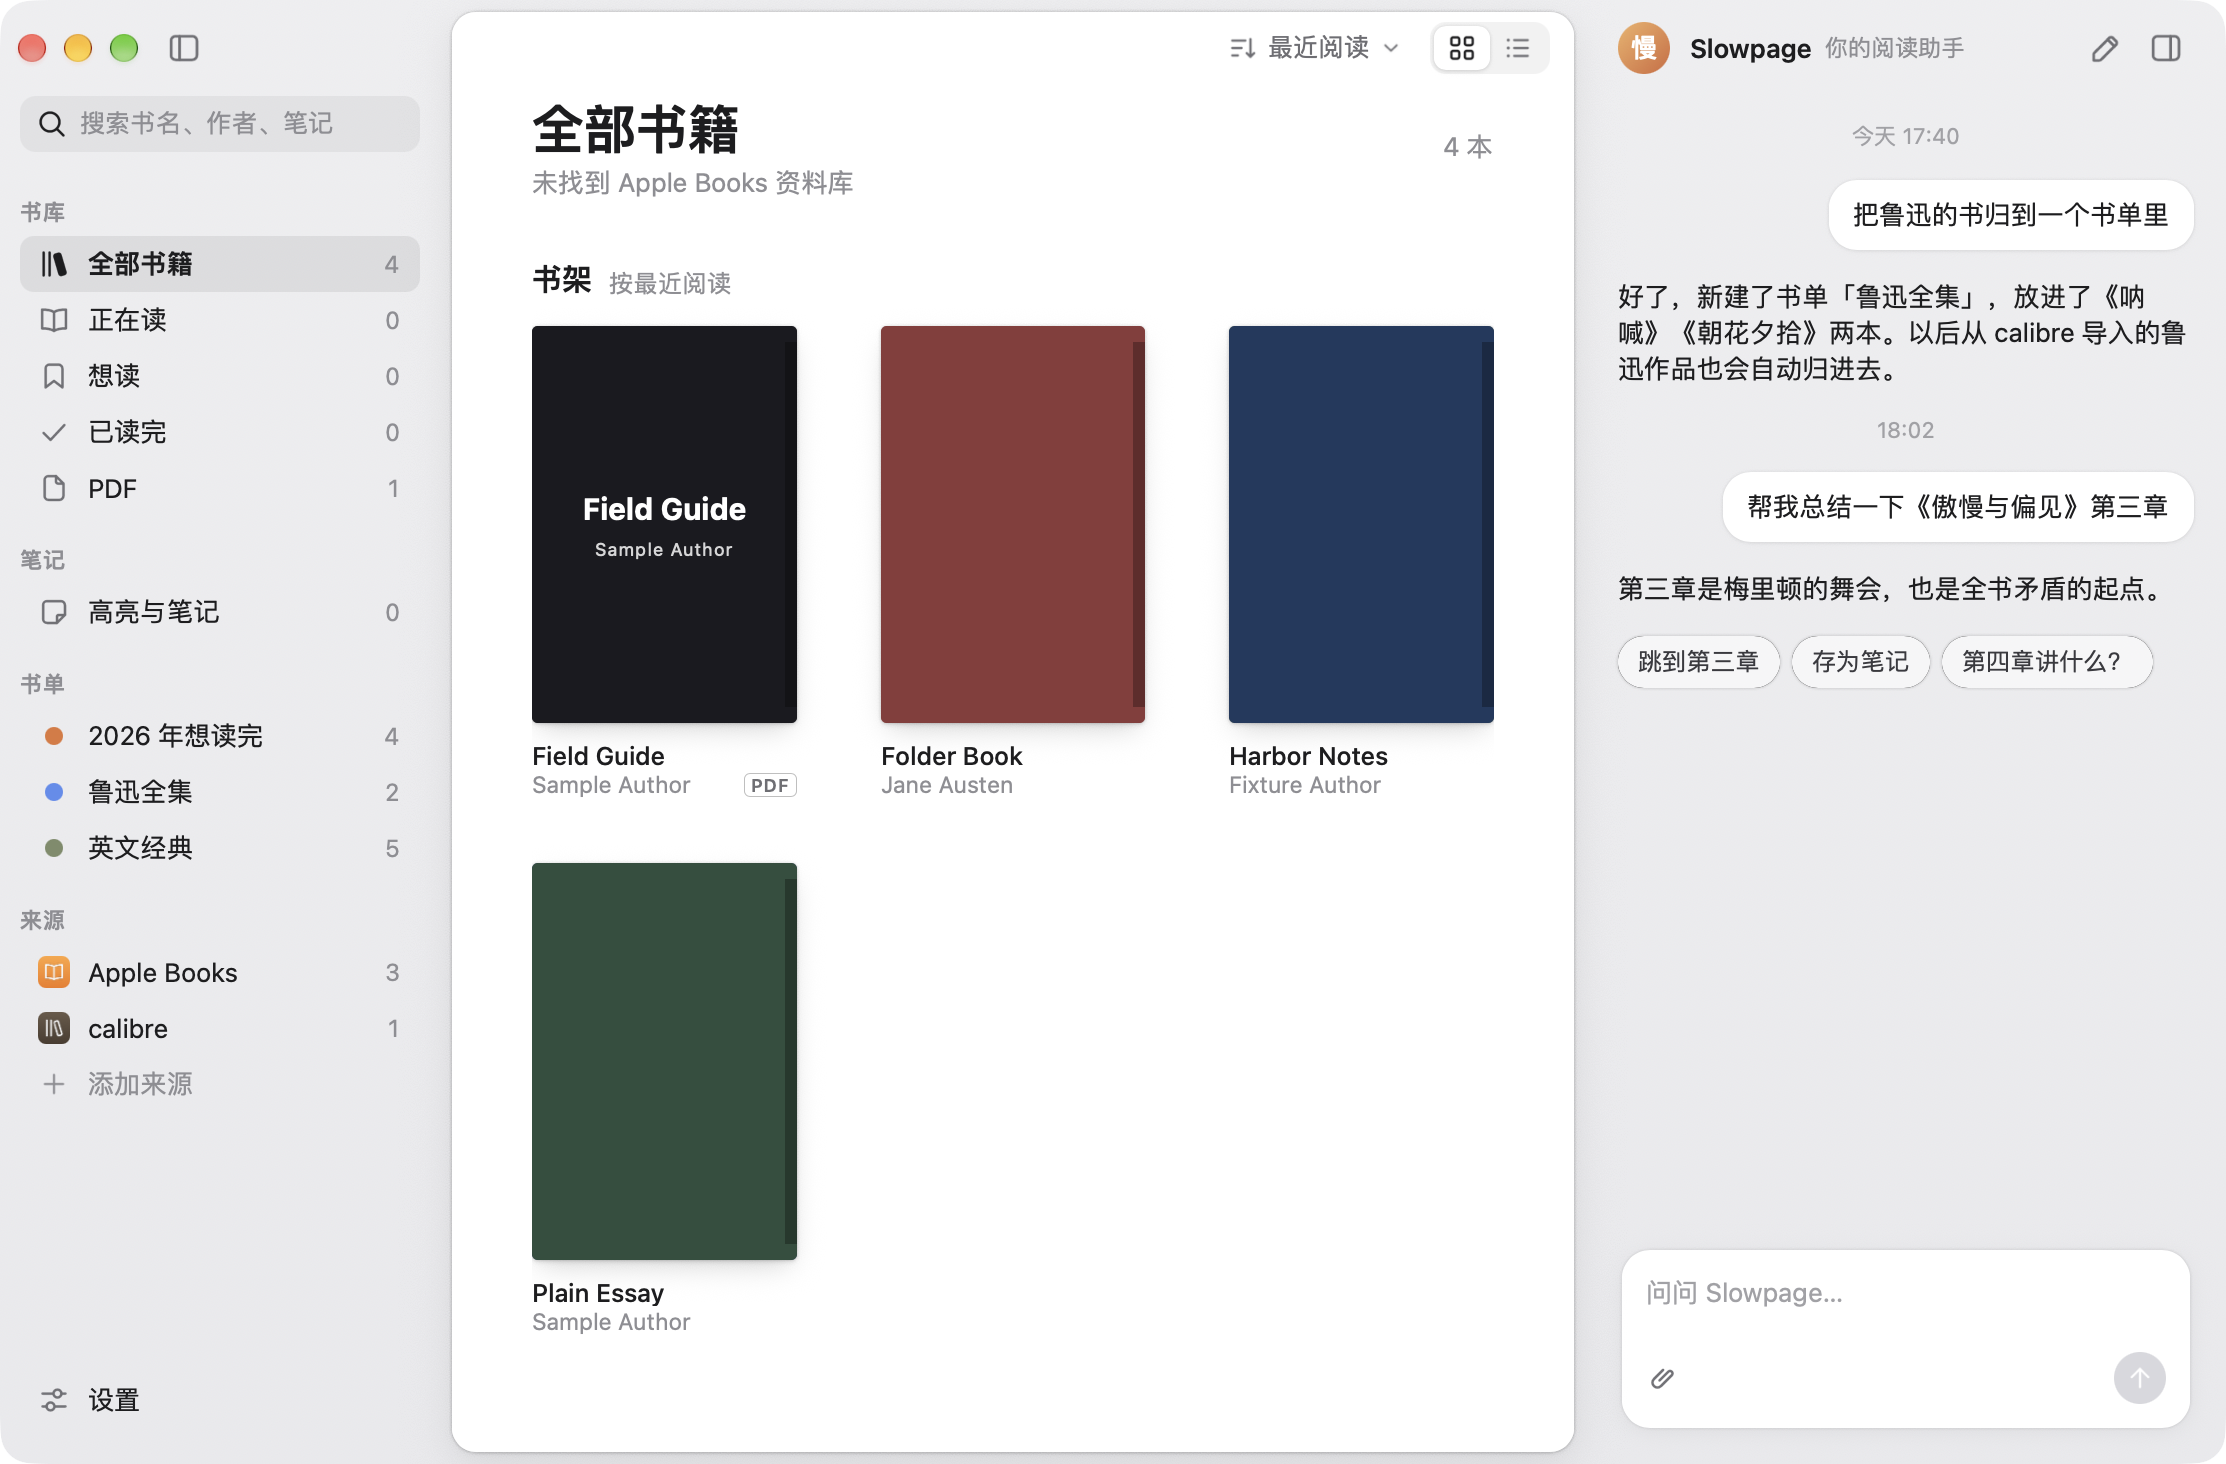 搜索书名、作者、笔记
书库
全部书籍 4
正在读 0
想读 0
已读完 0
PDF 1
笔记
高亮与笔记 0
书单
2026 年想读完 4
鲁迅全集 2
英文经典 5
来源
Apple Books 3
calibre 1
添加来源
设置
最近阅读
全部书籍
4 本
未找到 Apple Books 资料库
书架 按最近阅读
Field Guide
Sample Author
Field Guide
Sample Author PDF
Folder Book
Jane Austen
Harbor Notes
Fixture Author
Plain Essay
Sample Author
慢 Slowpage 你的阅读助手
今天 17:40
把鲁迅的书归到一个书单里
好了，新建了书单「鲁迅全集」，放进了《呐
喊》《朝花夕拾》两本。以后从 calibre 导入的鲁
迅作品也会自动归进去。
18:02
帮我总结一下《傲慢与偏见》第三章
第三章是梅里顿的舞会，也是全书矛盾的起点。
跳到第三章 存为笔记 第四章讲什么？
问问 Slowpage...